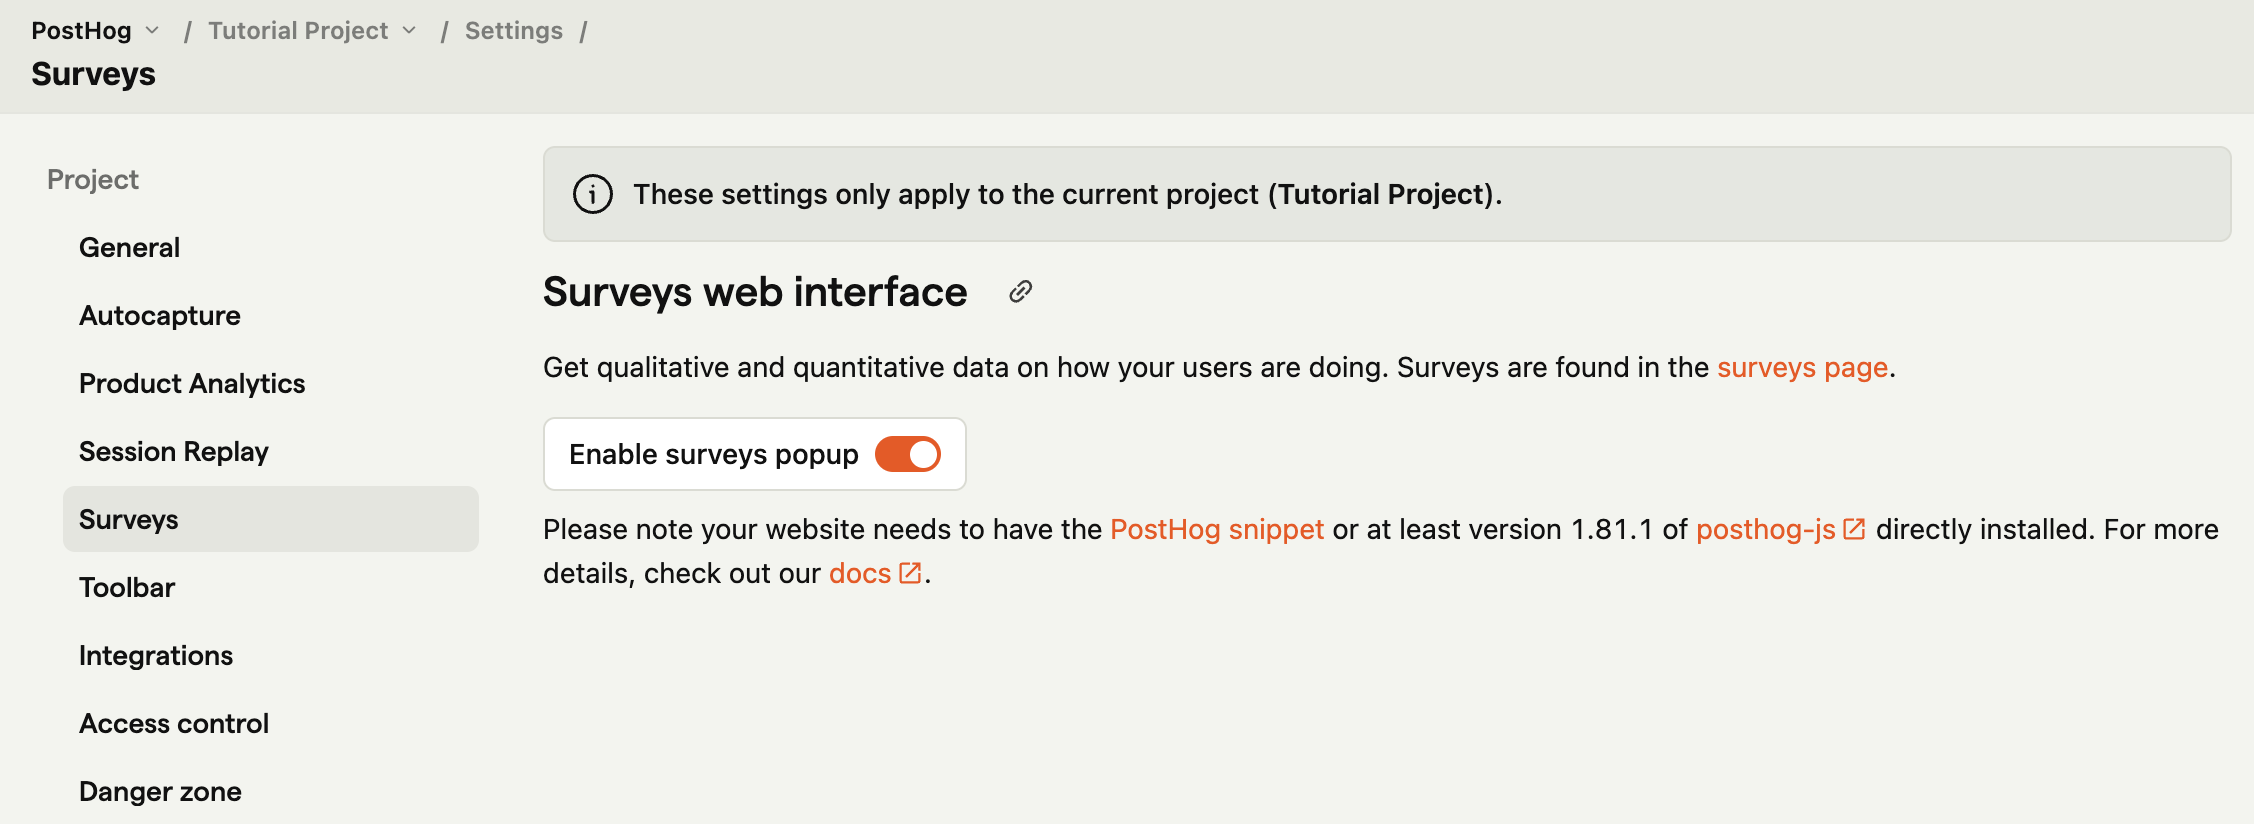 PostHog / Tutorial Project / Settings /
Surveys
Project
General
Autocapture
Product Analytics
Session Replay
Surveys
Toolbar
Integrations
Access control
Danger zone
These settings only apply to the current project (Tutorial Project).
Surveys web interface
Get qualitative and quantitative data on how your users are doing. Surveys are found in the surveys page.
Enable surveys popup
Please note your website needs to have the PostHog snippet or at least version 1.81.1 of posthog-js directly installed. For more
details, check out our docs.